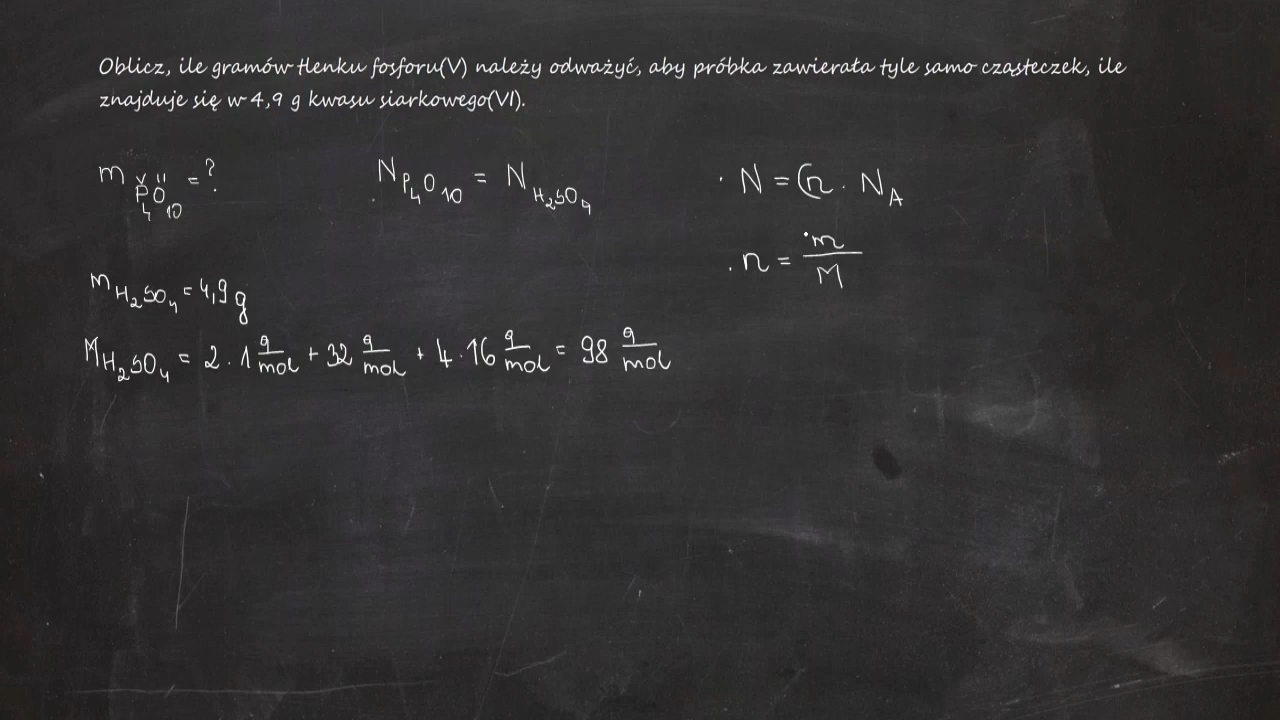 Oblicz, ile gramów tlenku fosforu(V) należy odważyć, aby próbka zawierała tyle samo cząsteczek, ile
znajduje się w 4,9 g kwasu siarkowego(VI).
m P₄O₁₀ (V, II) = ?
N P₄O₁₀ = N H₂SO₄
· N = (n · N_A
· n = m / M
m H₂SO₄ = 4,9 g
M H₂SO₄ = 2 · 1 g/mol + 32 g/mol + 4 · 16 g/mol = 98 g/mol